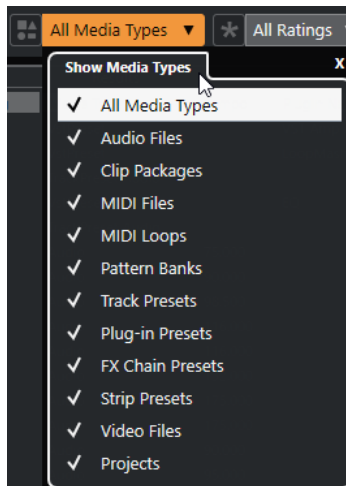 All Media Types ▼ All Ratings
Show Media Types X
✓ All Media Types
✓ Audio Files
✓ Clip Packages
✓ MIDI Files
✓ MIDI Loops
✓ Pattern Banks
✓ Track Presets
✓ Plug-in Presets
✓ FX Chain Presets
✓ Strip Presets
✓ Video Files
✓ Projects